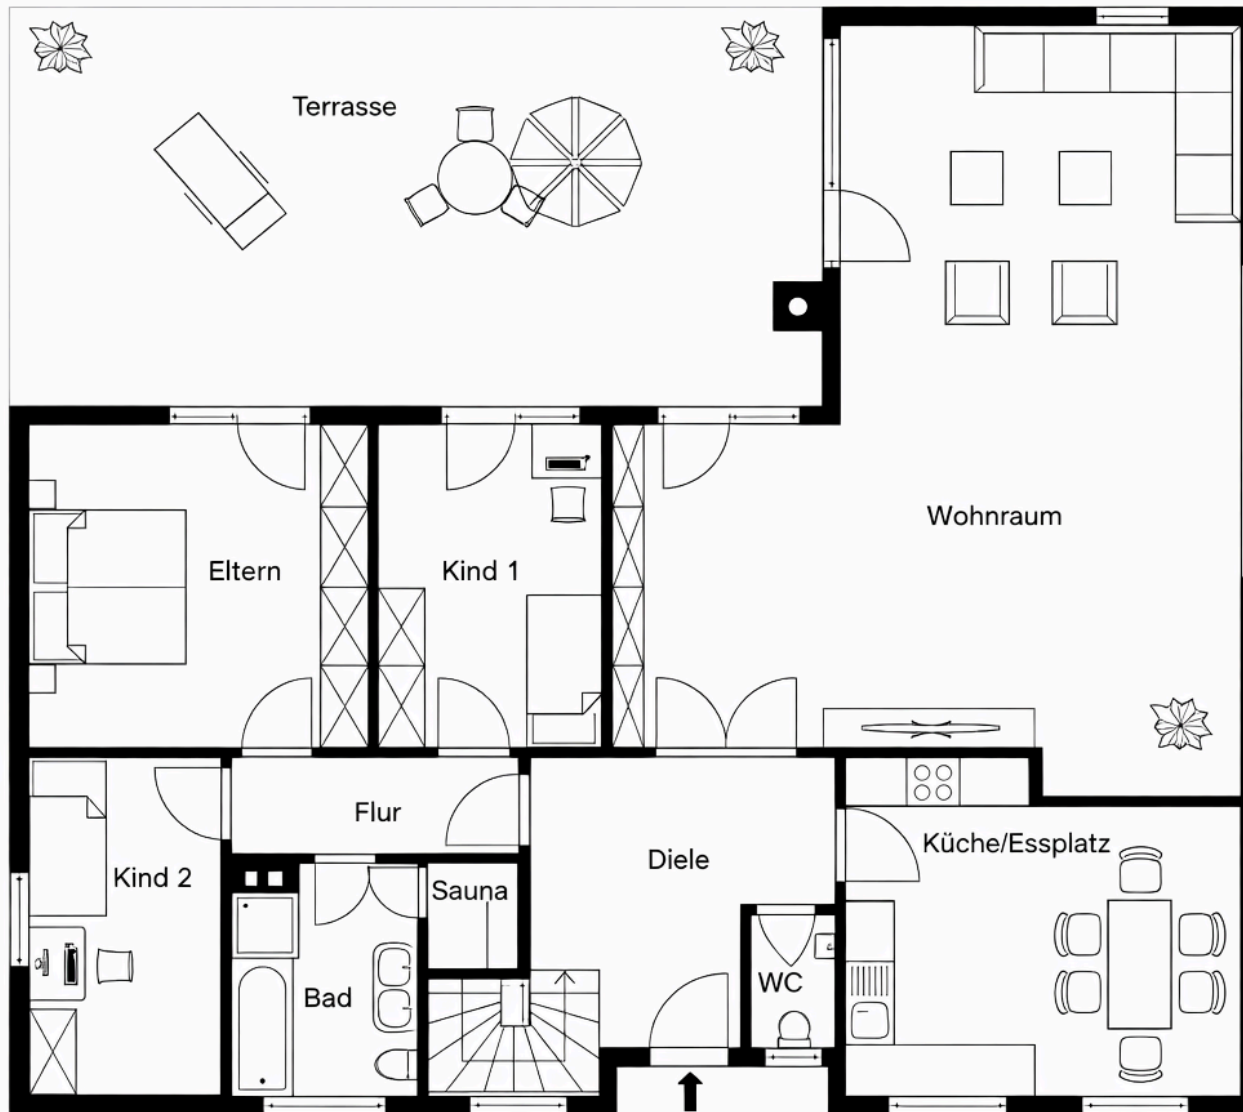 Terrasse
Wohnraum
Eltern
Kind 1
Flur
Küche/Essplatz
Diele
Kind 2
Sauna
WC
Bad